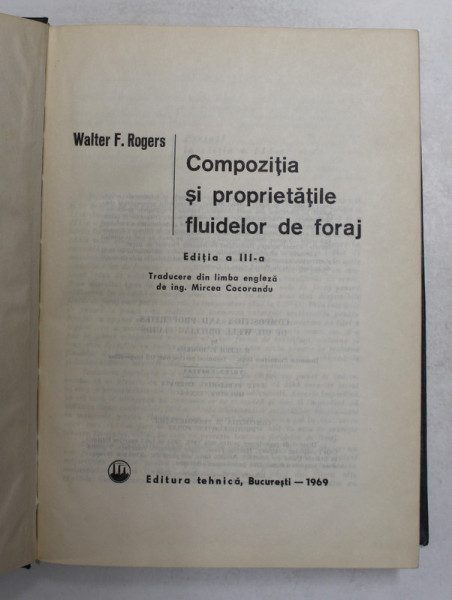 Walter F. Rogers
Compoziția
și proprietățile
fluidelor de foraj
Ediția a III-a
Traducere din limba engleză
de ing. Mircea Cocorandu
Editura tehnică, București — 1969